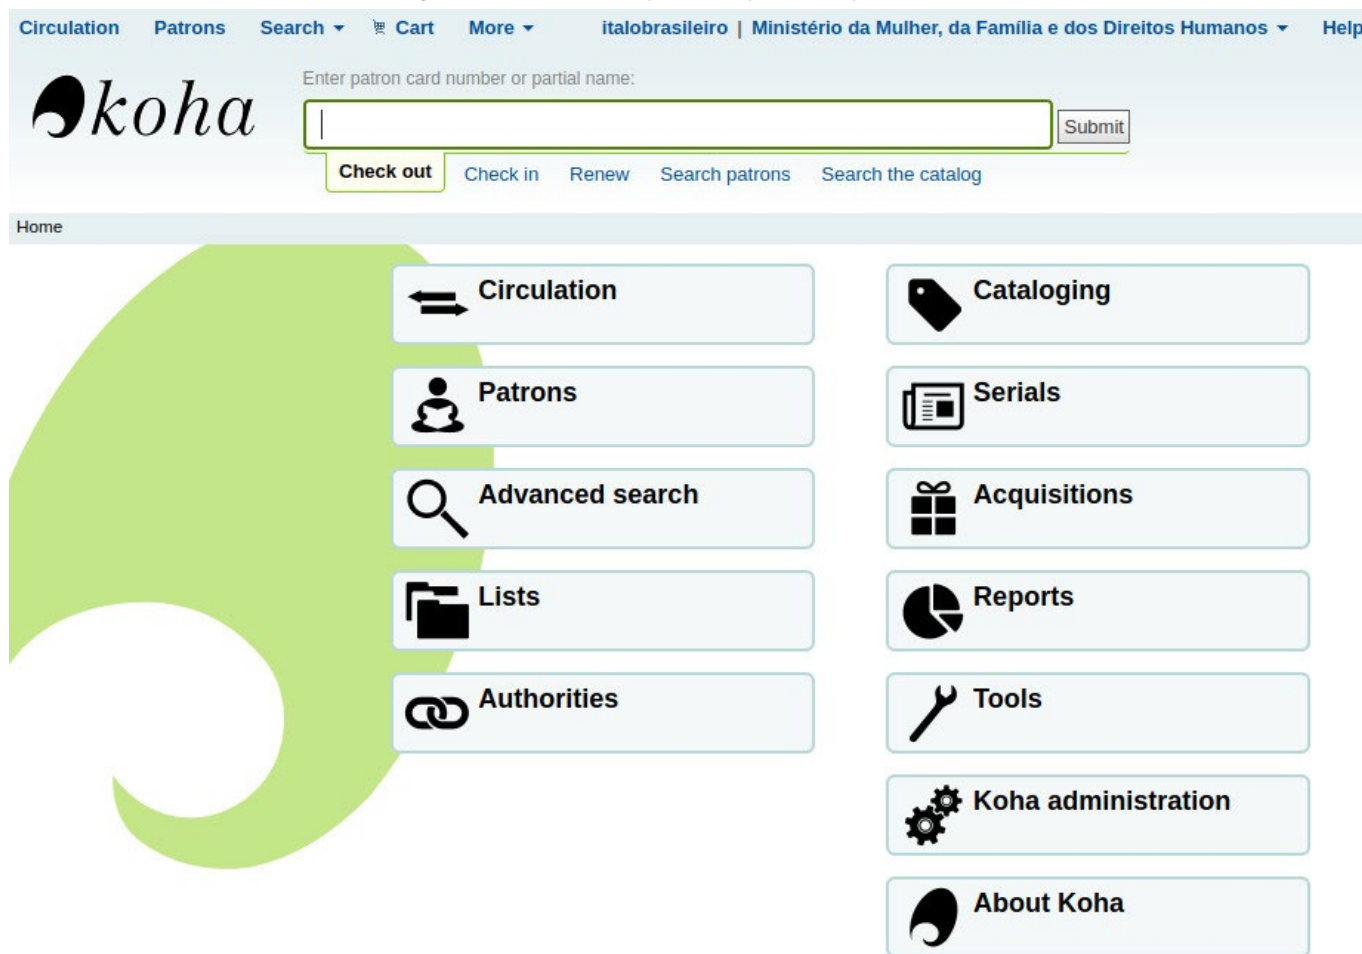 Circulation Patrons Search Cart More italobrasileiro | Ministério da Mulher, da Família e dos Direitos Humanos Help
koha
Enter patron card number or partial name:
Submit
Check out Check in Renew Search patrons Search the catalog
Home
Circulation
Cataloging
Patrons
Serials
Advanced search
Acquisitions
Lists
Reports
Authorities
Tools
Koha administration
About Koha